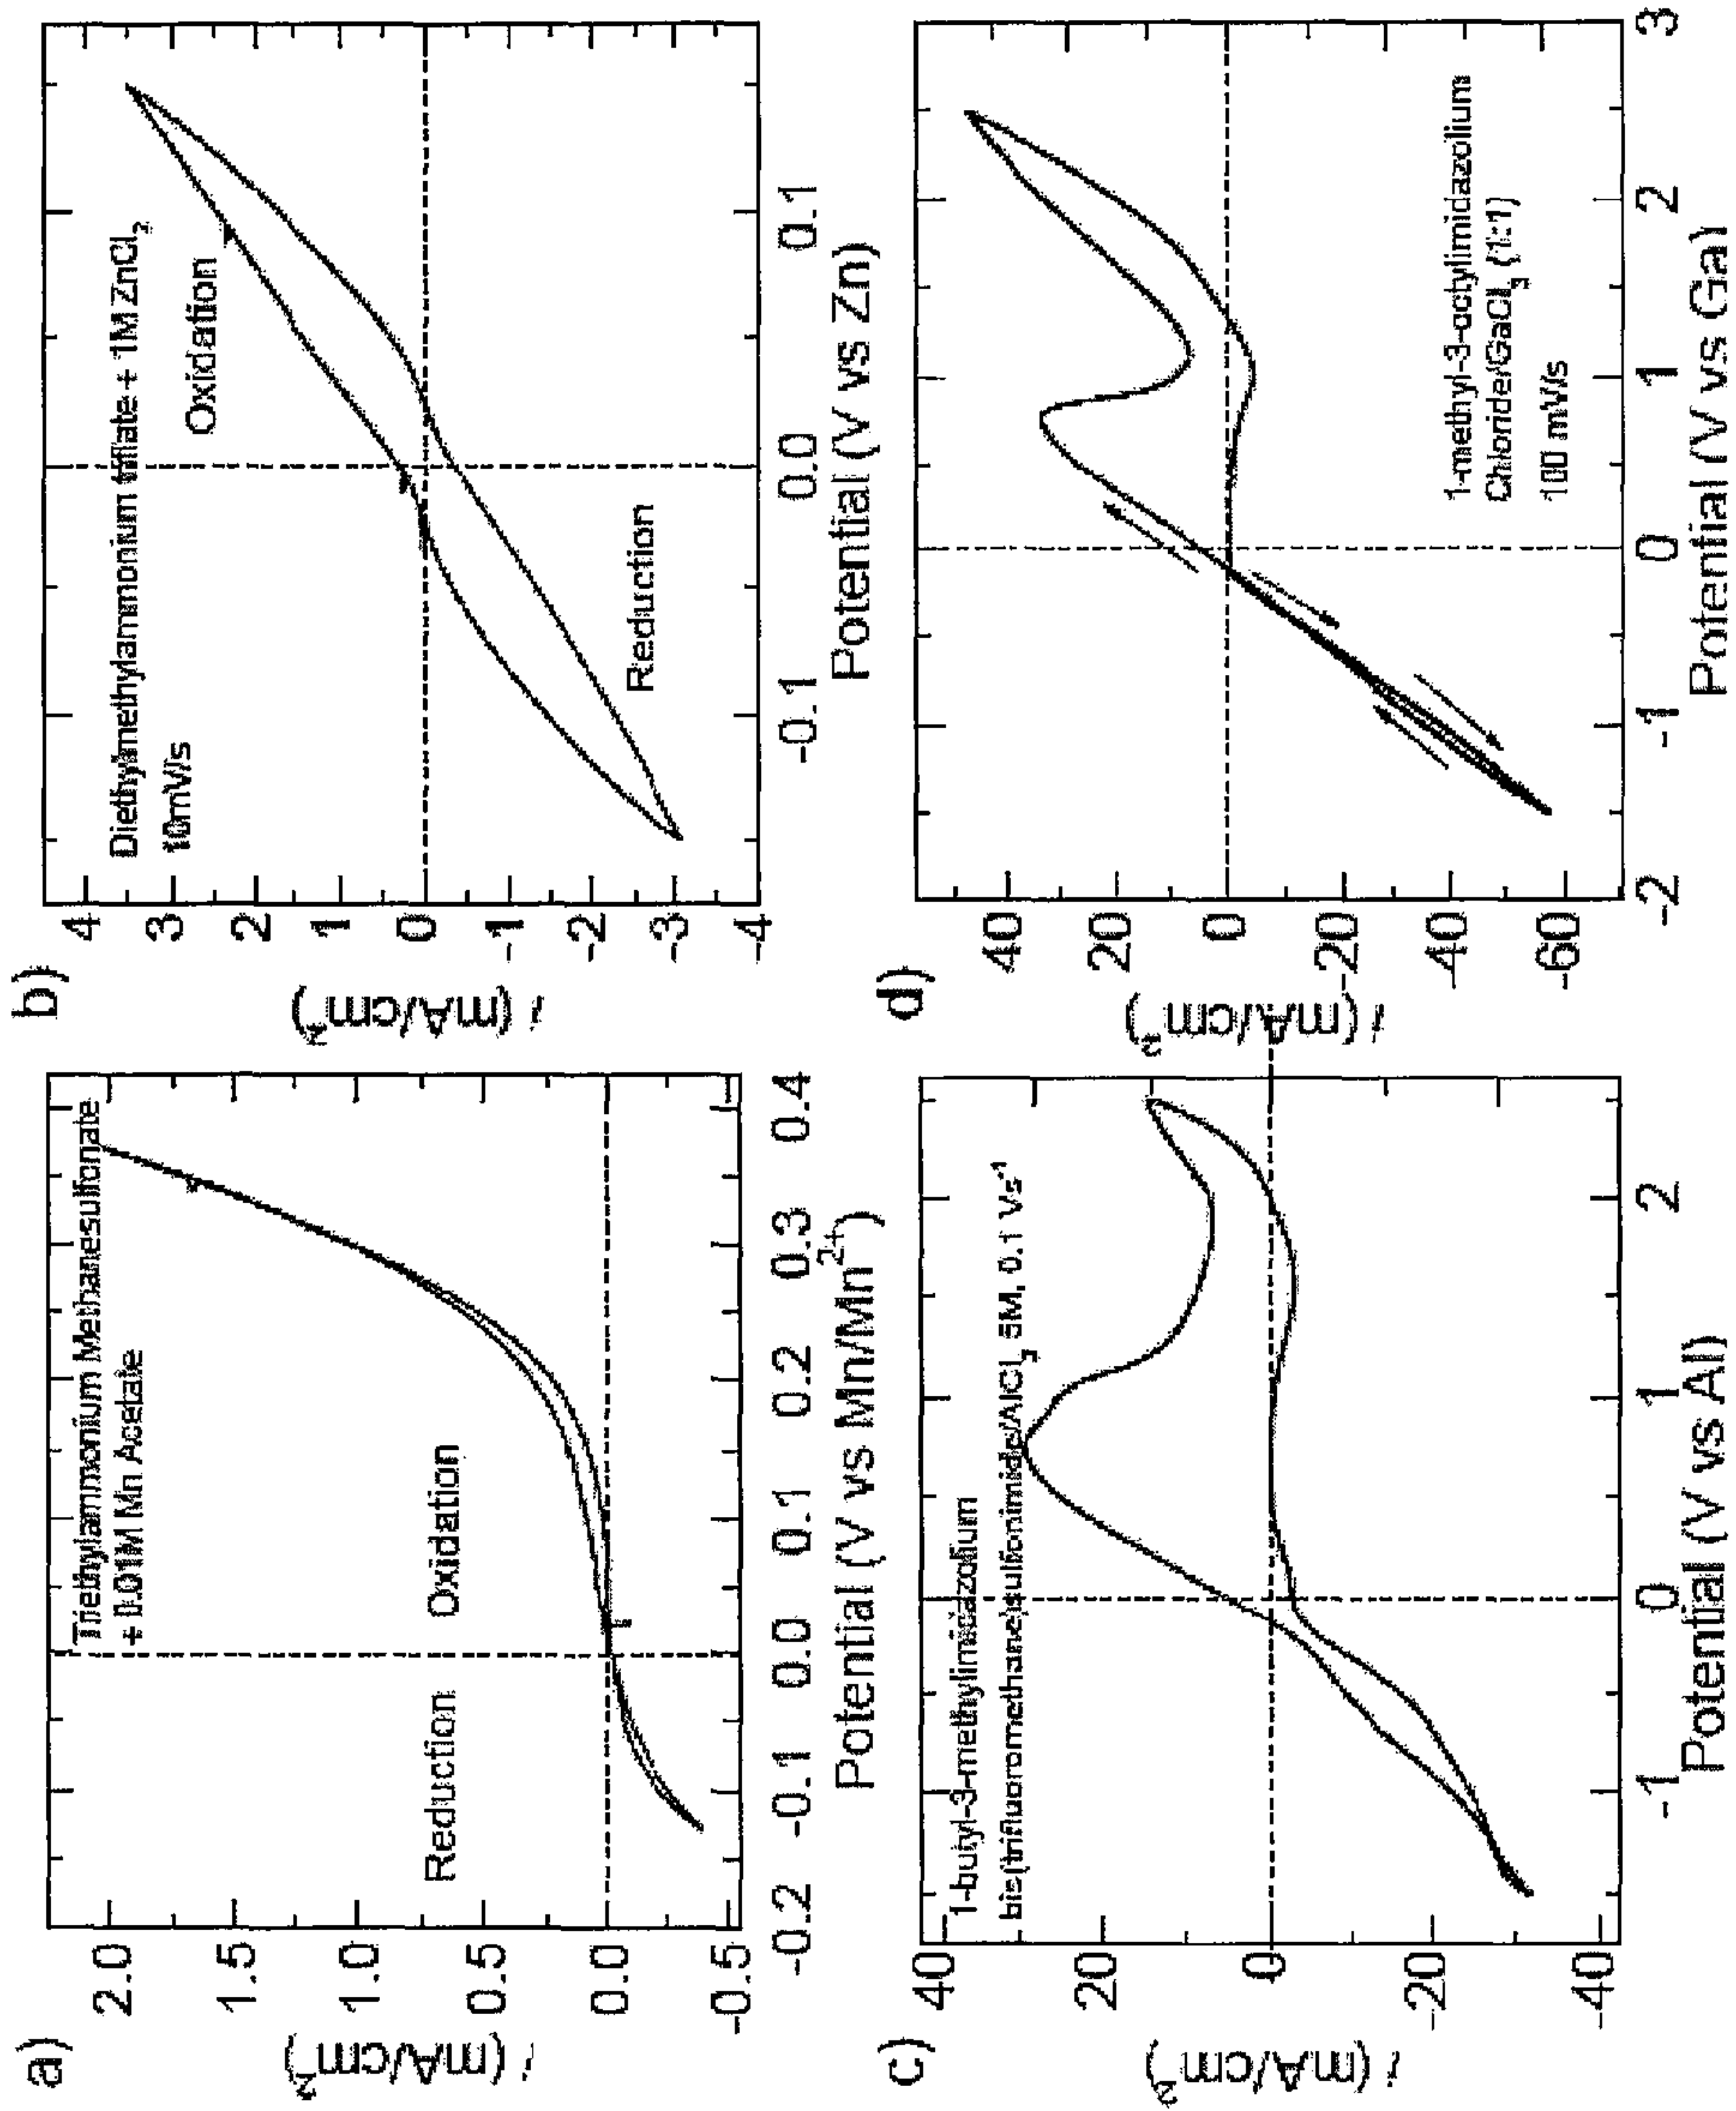 a)
Triethylammonium Methanesulfonate
+ 0.01M Mn Acetate
Reduction
Oxidation
2.0
1.5
1.0
0.5
0.0
-0.5
i (mA/cm²)
-0.2 -0.1 0.0 0.1 0.2 0.3 0.4
Potential (V vs Mn/Mn²⁺)
b)
Diethylmethylammonium triflate + 1M ZnCl₂
10mV/s
Oxidation
Reduction
4
3
2
1
0
-1
-2
-3
-4
i (mA/cm²)
-0.1 0.0 0.1
Potential (V vs Zn)
c)
1-butyl-3-methylimidazolium
bis(trifluoromethanesulfonimide/AlCl₃ 5M, 0.1 Vs⁻¹
40
20
0
-20
-40
i (mA/cm²)
-1 0 1 2
Potential (V vs Al)
d)
1-methyl-3-octylimidazolium
Chloride/GaCl₃ (1:1)
100 mV/s
40
20
0
-20
-40
-60
i (mA/cm²)
-2 -1 0 1 2 3
Potential (V vs Ga)